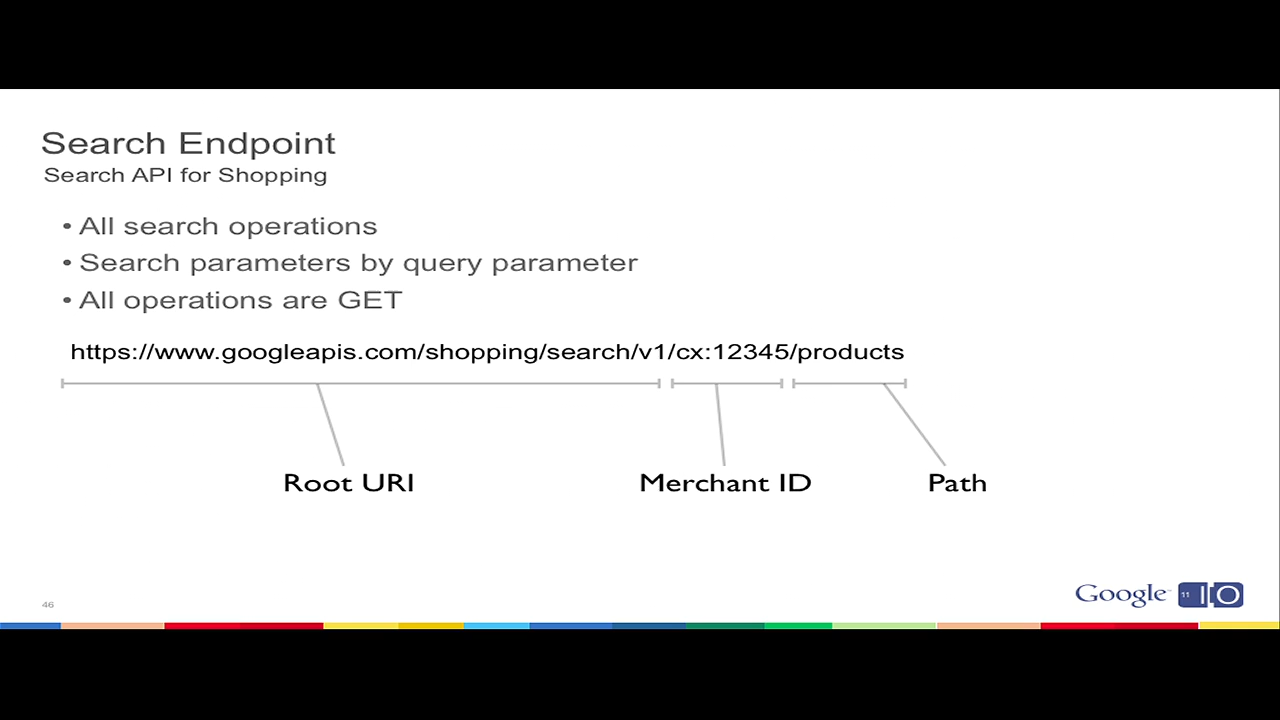 Search Endpoint
Search API for Shopping
• All search operations
• Search parameters by query parameter
• All operations are GET
https://www.googleapis.com/shopping/search/v1/cx:12345/products
Root URI Merchant ID Path
46
Google 11 IO